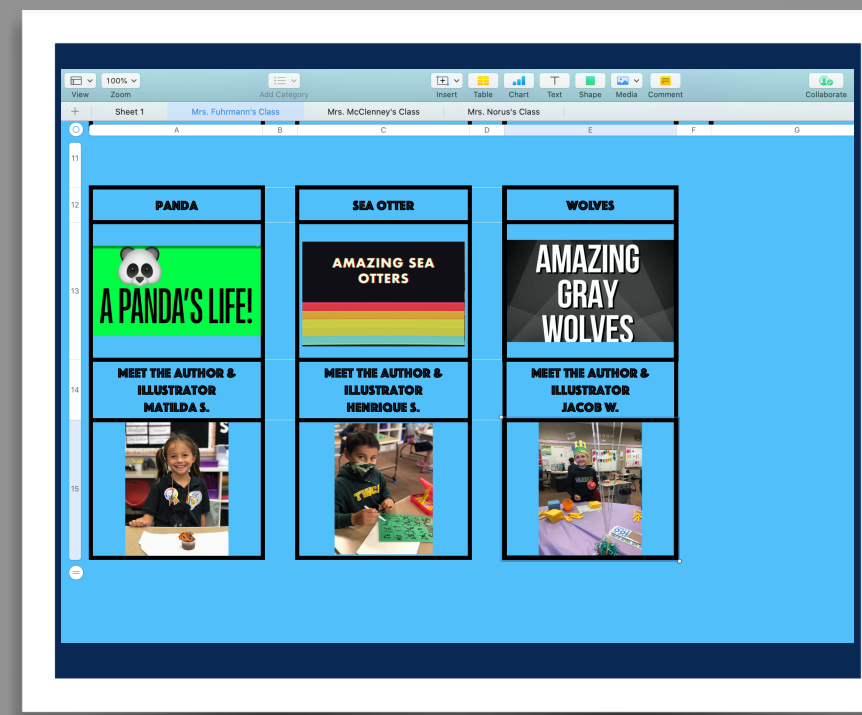 100%
View
Zoom
Add Category
Insert
Table
Chart
Text
Shape
Media
Comment
Collaborate
+
Sheet 1
Mrs. Fuhrmann's Class
Mrs. McClenney's Class
Mrs. Norus's Class
A
B
C
D
E
F
G
11
12
PANDA
SEA OTTER
WOLVES
13
A PANDA'S LIFE!
AMAZING SEA
OTTERS
AMAZING
GRAY
WOLVES
14
MEET THE AUTHOR &
ILLUSTRATOR
MATILDA S.
MEET THE AUTHOR &
ILLUSTRATOR
HENRIQUE S.
MEET THE AUTHOR &
ILLUSTRATOR
JACOB W.
15